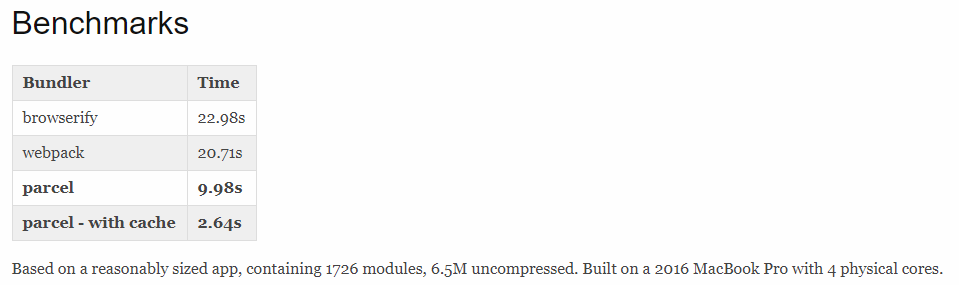 Benchmarks
Bundler Time
browserify 22.98s
webpack 20.71s
parcel 9.98s
parcel - with cache 2.64s
Based on a reasonably sized app, containing 1726 modules, 6.5M uncompressed. Built on a 2016 MacBook Pro with 4 physical cores.